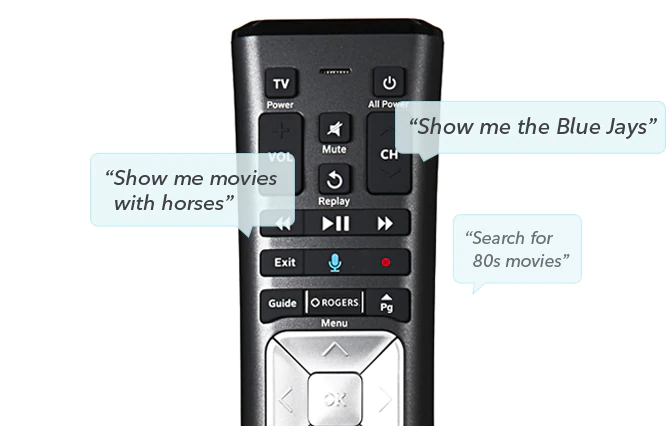 TV
Power
All Power
“Show me the Blue Jays”
VOL
Mute
CH
“Show me movies
with horses”
Replay
“Search for
80s movies”
Exit
Guide
ROGERS
Pg
Menu
OK